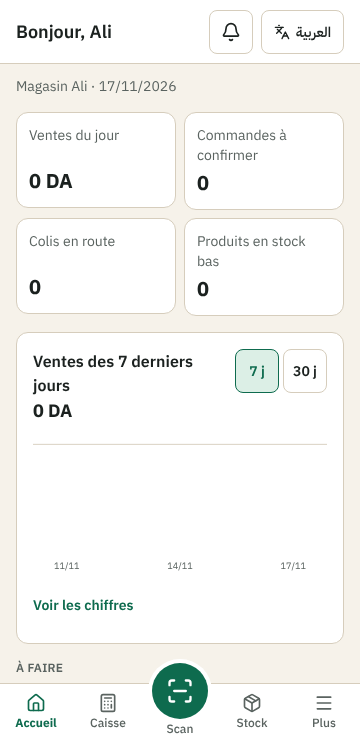 Bonjour, Ali
العربية
Magasin Ali · 17/11/2026
Ventes du jour
0 DA
Commandes à
confirmer
0
Colis en route
0
Produits en stock
bas
0
Ventes des 7 derniers
jours
0 DA
7 j
30 j
11/11
14/11
17/11
Voir les chiffres
À FAIRE
Accueil
Caisse
Scan
Stock
Plus